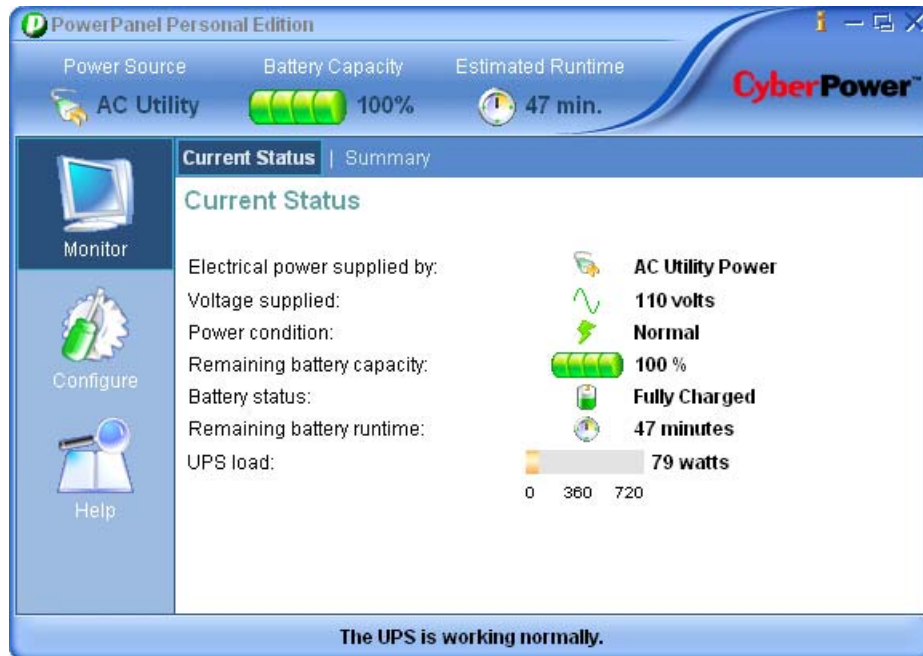 PowerPanel Personal Edition
Power Source Battery Capacity Estimated Runtime
AC Utility 100% 47 min.
CyberPower™
Current Status | Summary
Current Status
Monitor
Electrical power supplied by: AC Utility Power
Voltage supplied: 110 volts
Power condition: Normal
Remaining battery capacity: 100 %
Configure
Battery status: Fully Charged
Remaining battery runtime: 47 minutes
UPS load: 79 watts
0 360 720
Help
The UPS is working normally.